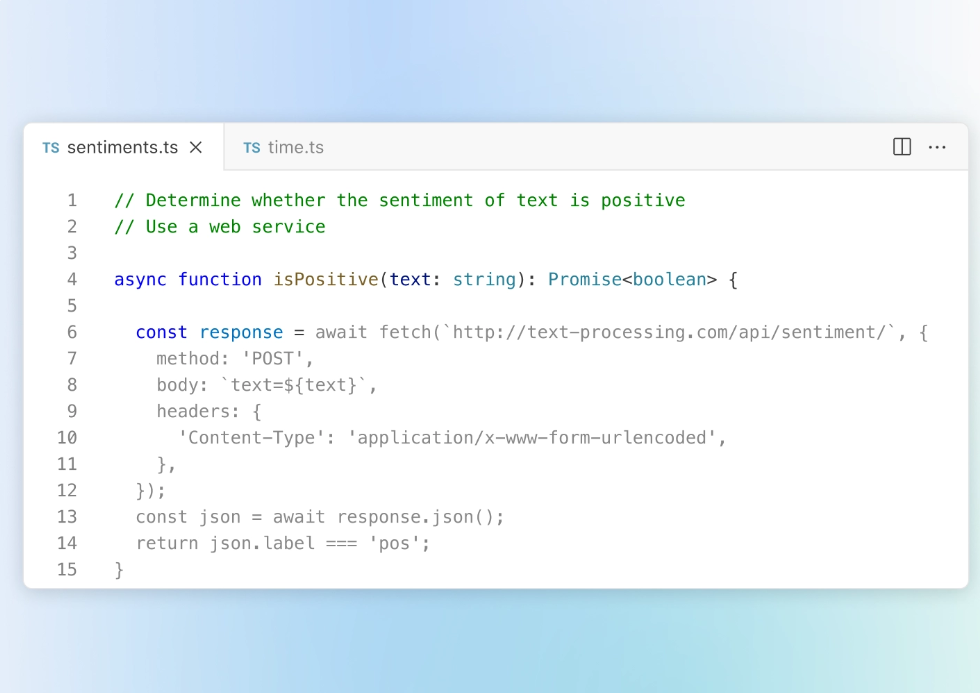 TS sentiments.ts × TS time.ts ...
1 // Determine whether the sentiment of text is positive
2 // Use a web service
3
4 async function isPositive(text: string): Promise<boolean> {
5
6   const response = await fetch(`http://text-processing.com/api/sentiment/`, {
7     method: 'POST',
8     body: `text=${text}`,
9     headers: {
10       'Content-Type': 'application/x-www-form-urlencoded',
11     },
12   });
13   const json = await response.json();
14   return json.label === 'pos';
15 }